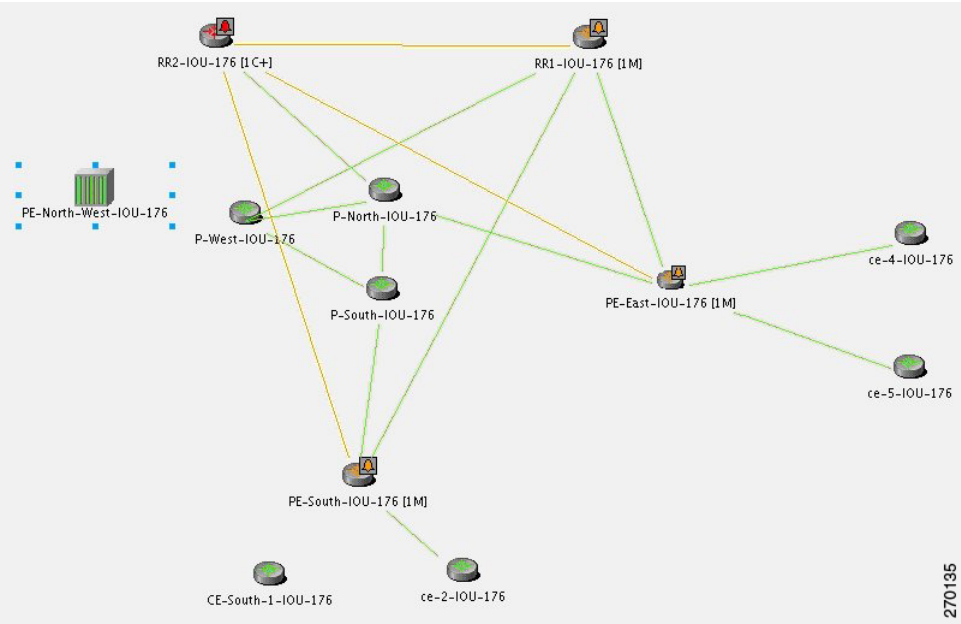 RR2-IOU-176 [1C+]
RR1-IOU-176 [1M]
PE-North-West-IOU-176
P-North-IOU-176
P-West-IOU-176
ce-4-IOU-176
PE-East-IOU-176 [1M]
P-South-IOU-176
ce-5-IOU-176
PE-South-IOU-176 [1M]
CE-South-1-IOU-176
ce-2-IOU-176
270135